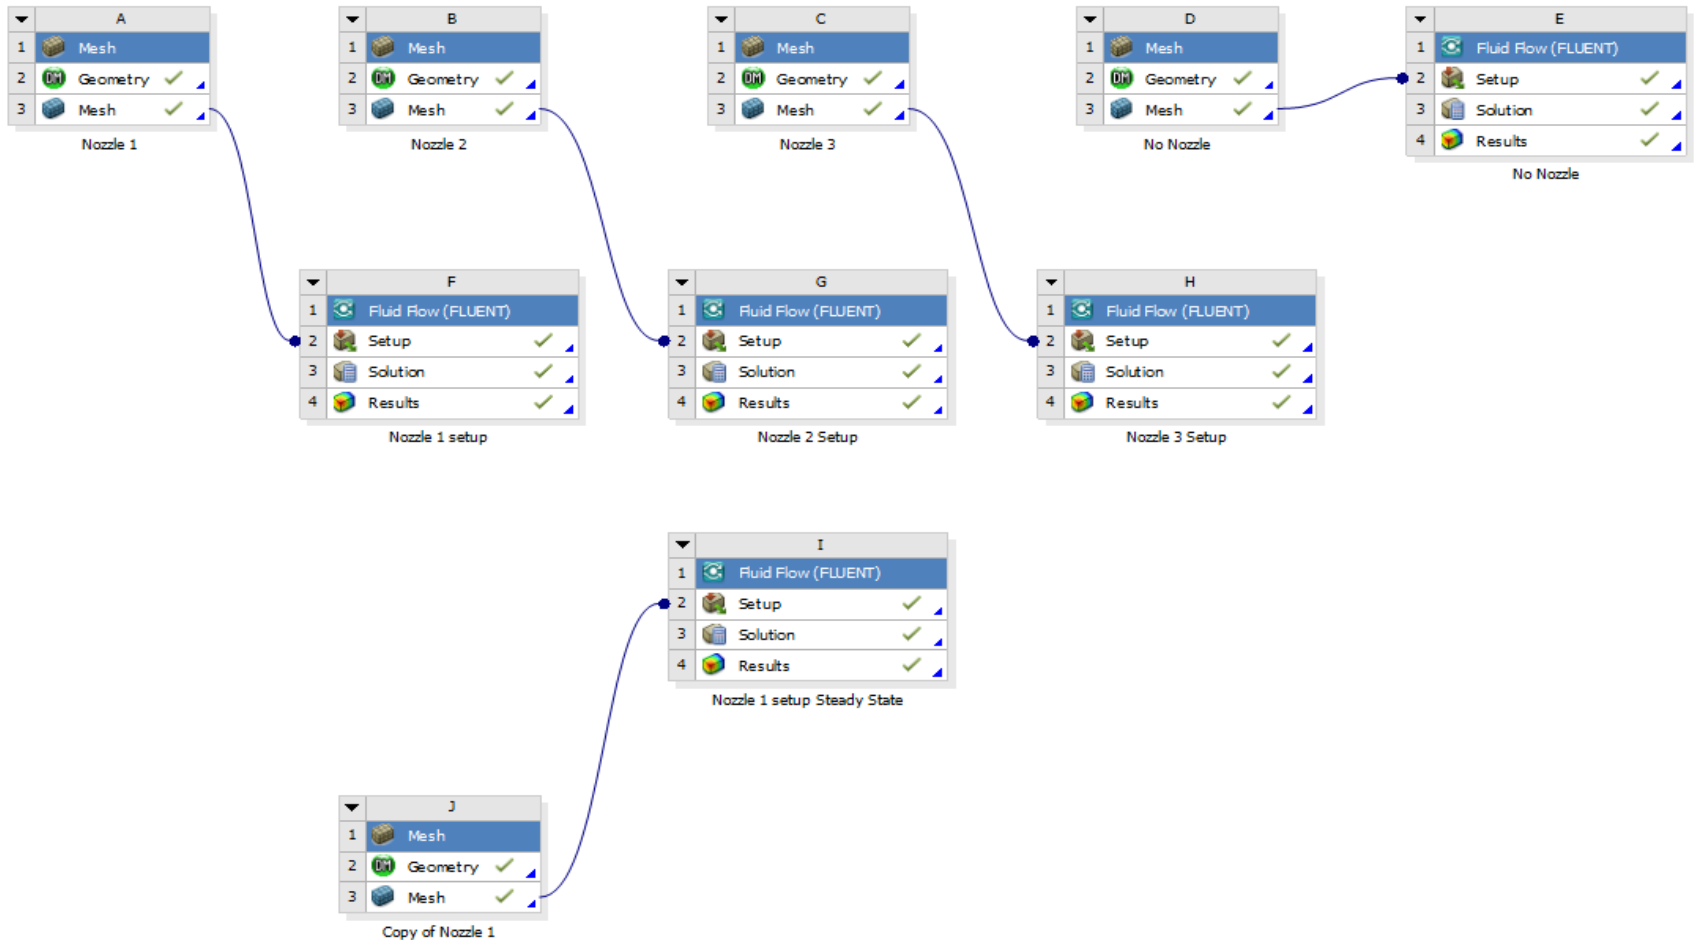 A
1 Mesh
2 Geometry
3 Mesh
Nozzle 1
B
1 Mesh
2 Geometry
3 Mesh
Nozzle 2
C
1 Mesh
2 Geometry
3 Mesh
Nozzle 3
D
1 Mesh
2 Geometry
3 Mesh
No Nozzle
E
1 Fluid Flow (FLUENT)
2 Setup
3 Solution
4 Results
No Nozzle
F
1 Fluid Flow (FLUENT)
2 Setup
3 Solution
4 Results
Nozzle 1 setup
G
1 Fluid Flow (FLUENT)
2 Setup
3 Solution
4 Results
Nozzle 2 Setup
H
1 Fluid Flow (FLUENT)
2 Setup
3 Solution
4 Results
Nozzle 3 Setup
I
1 Fluid Flow (FLUENT)
2 Setup
3 Solution
4 Results
Nozzle 1 setup Steady State
J
1 Mesh
2 DM Geometry
3 Mesh
Copy of Nozzle 1